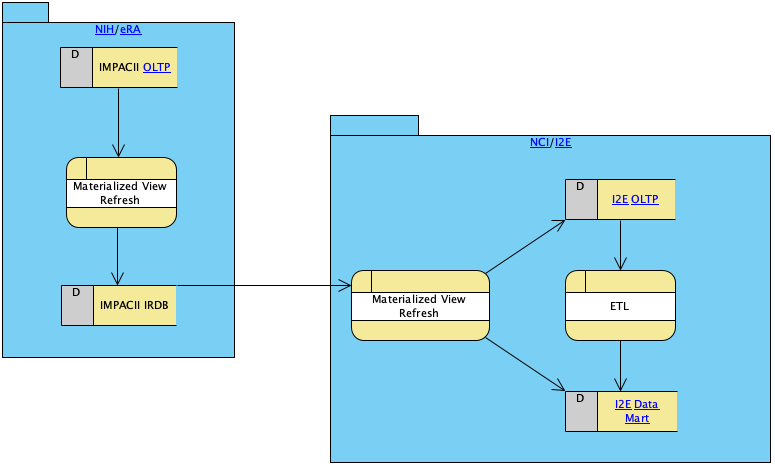 NIH/eRA
D
IMPACII OLTP
Materialized View
Refresh
D
IMPACII IRDB
NCI/I2E
D
I2E OLTP
Materialized View
Refresh
ETL
D
I2E Data
Mart